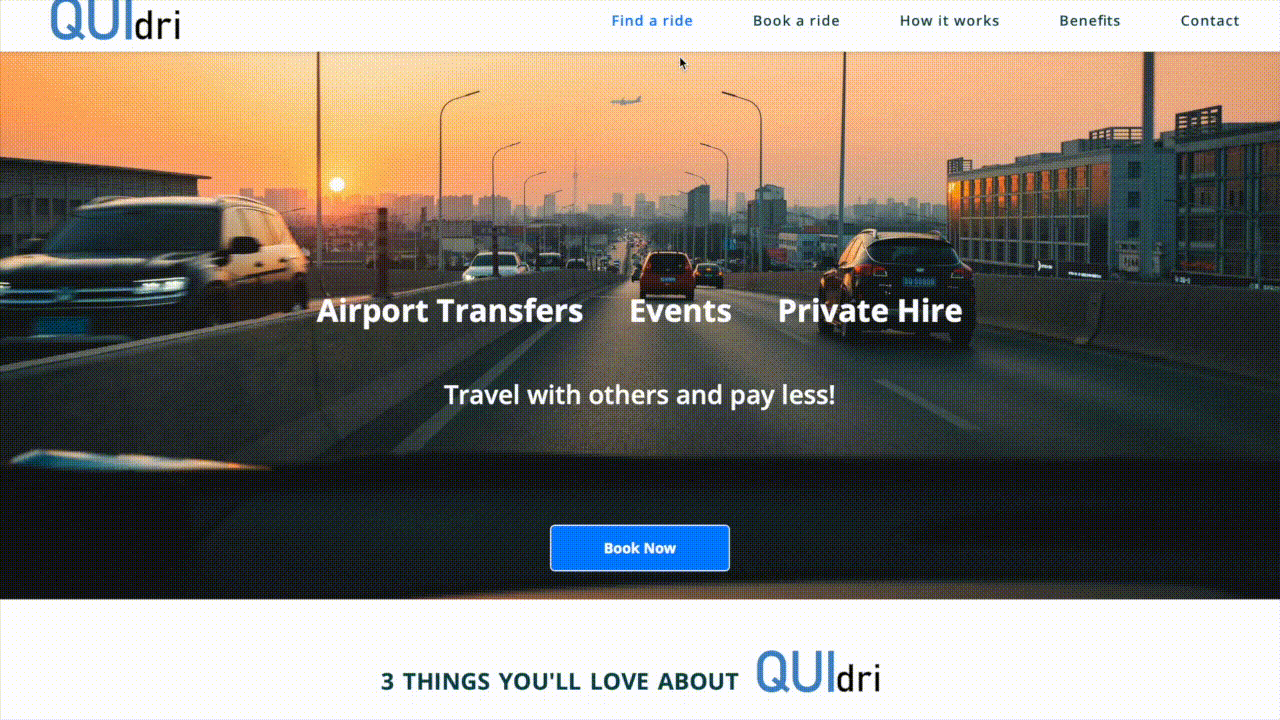 QUIdri Find a ride Book a ride How it works Benefits Contact
Airport Transfers Events Private Hire
Travel with others and pay less!
Book Now
3 THINGS YOU'LL LOVE ABOUT QUIdri